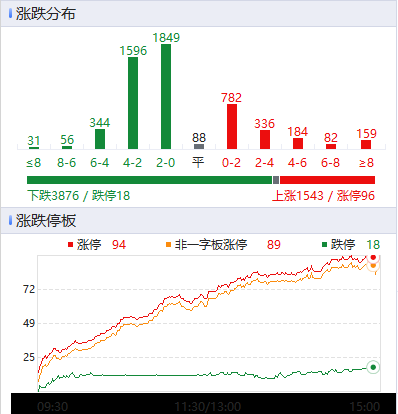 涨跌分布
31 56 344 1596 1849 88 782 336 184 82 159
≤8 8-6 6-4 4-2 2-0 平 0-2 2-4 4-6 6-8 ≥8
下跌3876 / 跌停18 上涨1543 / 涨停96
涨跌停板
涨停 94 非一字板涨停 89 跌停 18
72
49
25
09:30 11:30/13:00 15:00